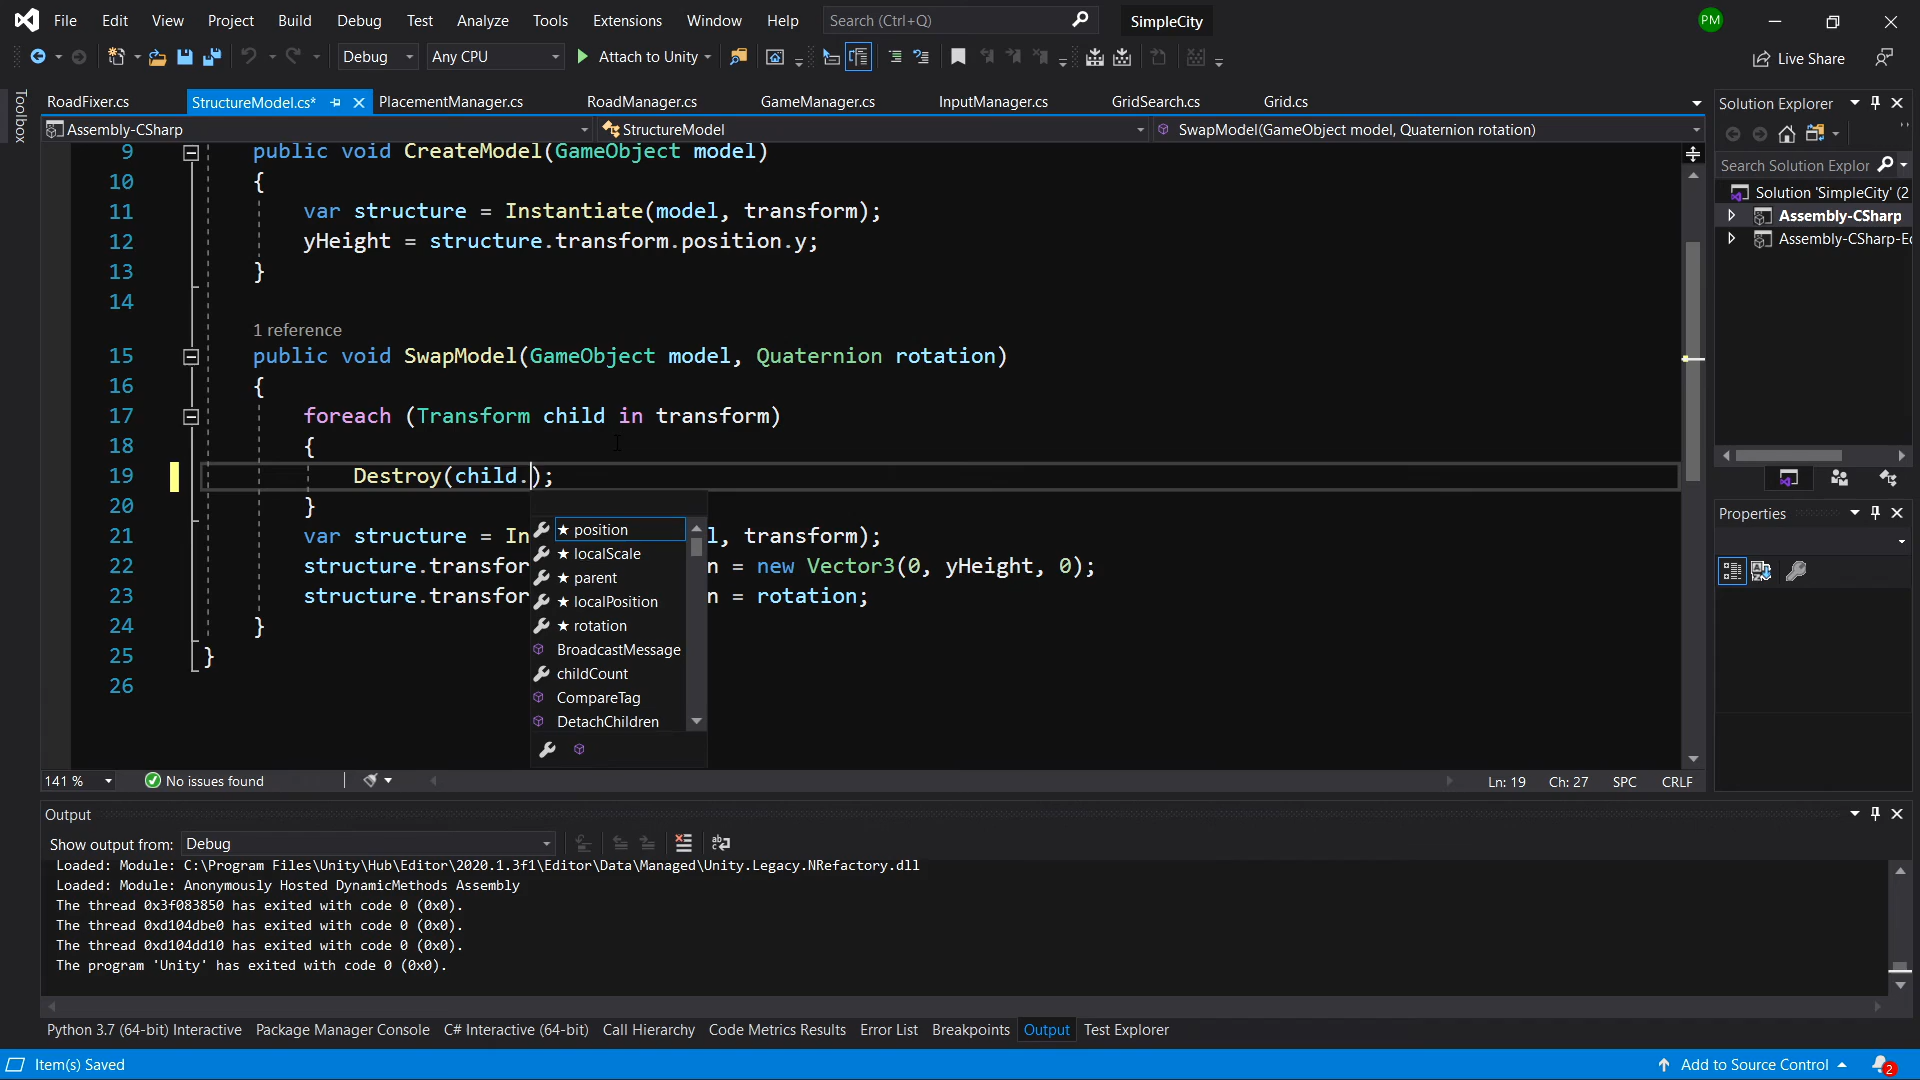 File Edit View Project Build Debug Test Analyze Tools Extensions Window Help Search (Ctrl+Q) SimpleCity PM
Debug Any CPU Attach to Unity Live Share
Toolbox
RoadFixer.cs StructureModel.cs* PlacementManager.cs RoadManager.cs GameManager.cs InputManager.cs GridSearch.cs Grid.cs
Assembly-CSharp StructureModel SwapModel(GameObject model, Quaternion rotation)
9 public void CreateModel(GameObject model)
10 {
11 var structure = Instantiate(model, transform);
12 yHeight = structure.transform.position.y;
13 }
14
1 reference
15 public void SwapModel(GameObject model, Quaternion rotation)
16 {
17 foreach (Transform child in transform)
18 {
19 Destroy(child.);
20 }
21 var structure = In l, transform);
22 structure.transfor n = new Vector3(0, yHeight, 0);
23 structure.transfor n = rotation;
24 }
25 }
26
★ position
★ localScale
★ parent
★ localPosition
★ rotation
BroadcastMessage
childCount
CompareTag
DetachChildren
141 % No issues found Ln: 19 Ch: 27 SPC CRLF
Solution Explorer
Search Solution Explor
Solution 'SimpleCity' (2
Assembly-CSharp
Assembly-CSharp-Ec
Properties
Output
Show output from: Debug
Loaded: Module: C:\Program Files\Unity\Hub\Editor\2020.1.3f1\Editor\Data\Managed\Unity.Legacy.NRefactory.dll
Loaded: Module: Anonymously Hosted DynamicMethods Assembly
The thread 0x3f083850 has exited with code 0 (0x0).
The thread 0xd104dbe0 has exited with code 0 (0x0).
The thread 0xd104dd10 has exited with code 0 (0x0).
The program 'Unity' has exited with code 0 (0x0).
Python 3.7 (64-bit) Interactive Package Manager Console C# Interactive (64-bit) Call Hierarchy Code Metrics Results Error List Breakpoints Output Test Explorer
Item(s) Saved Add to Source Control 2